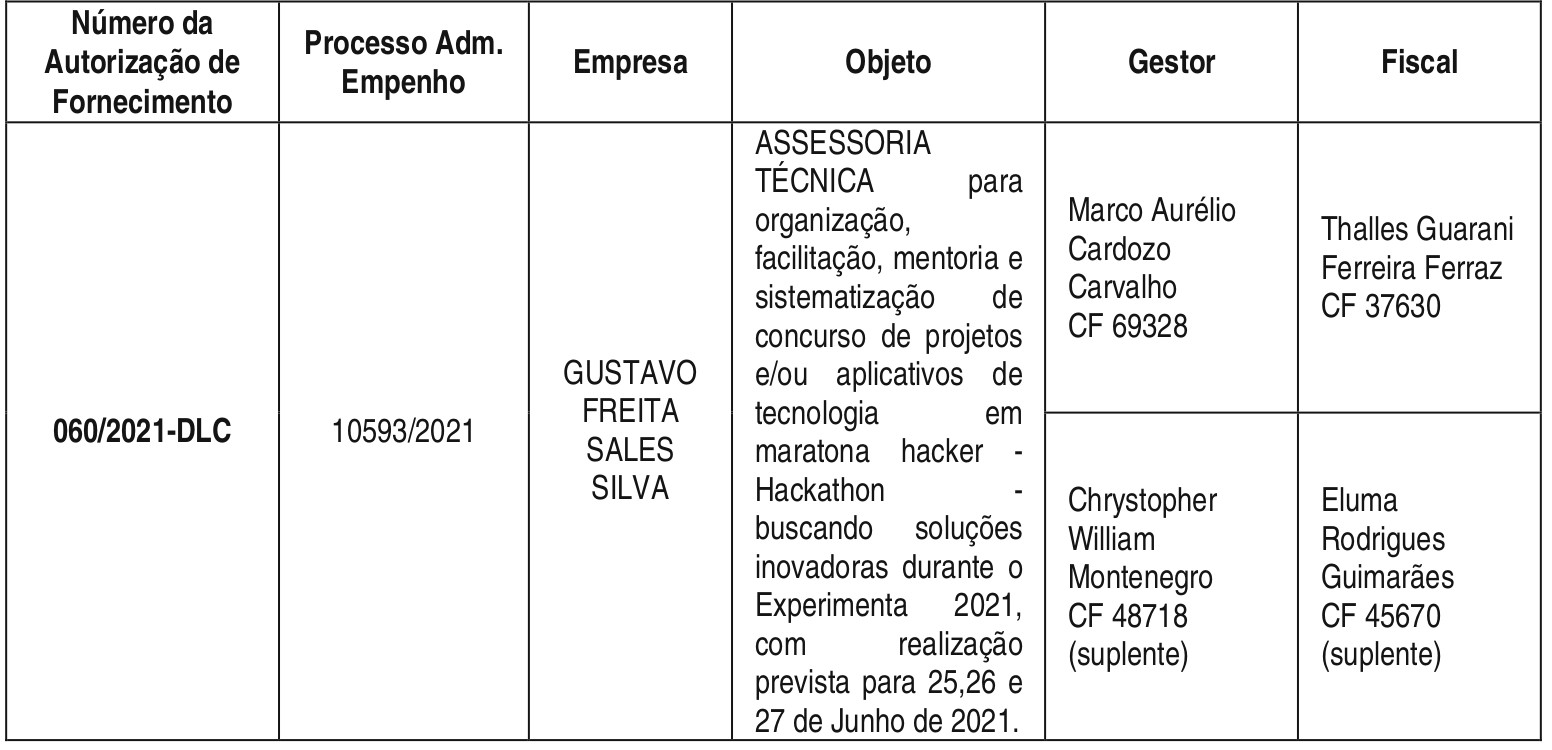 Número da
Autorização de
Fornecimento
Processo Adm.
Empenho
Empresa
Objeto
Gestor
Fiscal
060/2021-DLC
10593/2021
GUSTAVO
FREITA
SALES
SILVA
ASSESSORIA
TÉCNICA para
organização,
facilitação, mentoria e
sistematização de
concurso de projetos
e/ou aplicativos de
tecnologia em
maratona hacker -
Hackathon -
buscando soluções
inovadoras durante o
Experimenta 2021,
com realização
prevista para 25,26 e
27 de Junho de 2021.
Marco Aurélio
Cardozo
Carvalho
CF 69328
Thalles Guarani
Ferreira Ferraz
CF 37630
Chrystopher
William
Montenegro
CF 48718
(suplente)
Eluma
Rodrigues
Guimarães
CF 45670
(suplente)